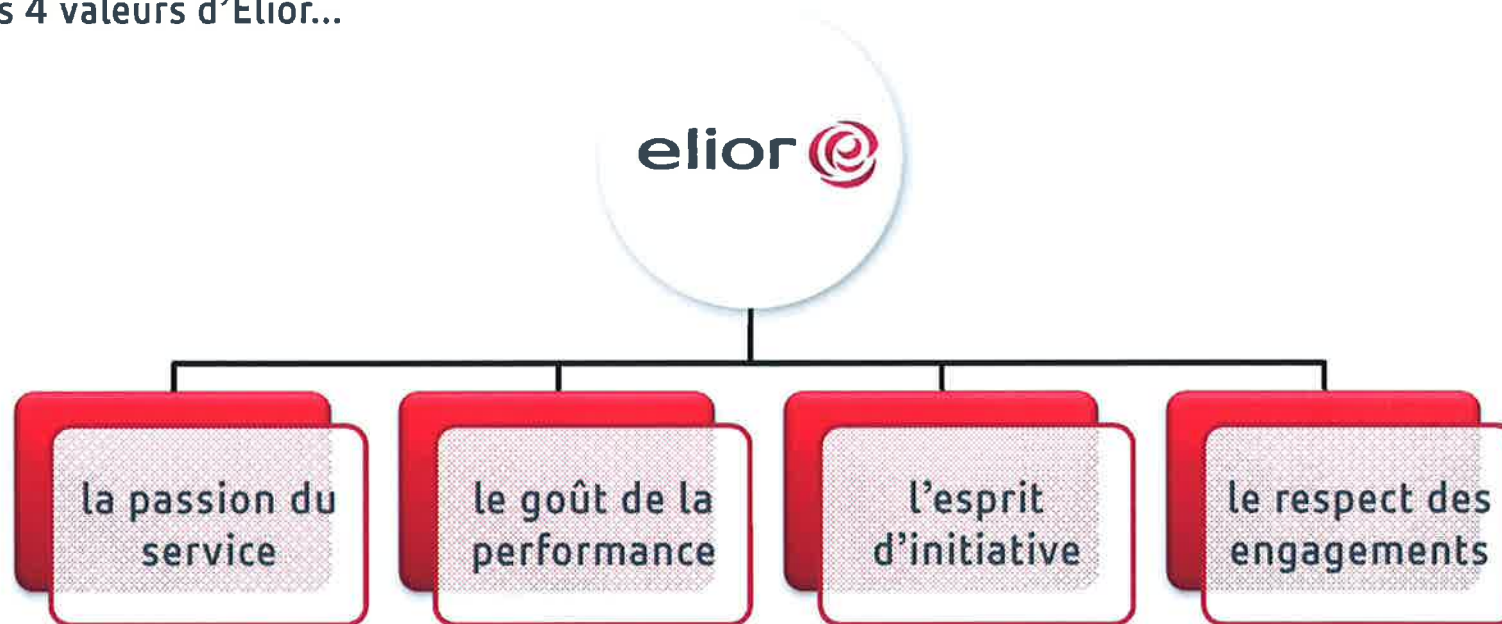 s 4 valeurs d'Elior...
elior
la passion du
service
le goût de la
performance
l'esprit
d'initiative
le respect des
engagements